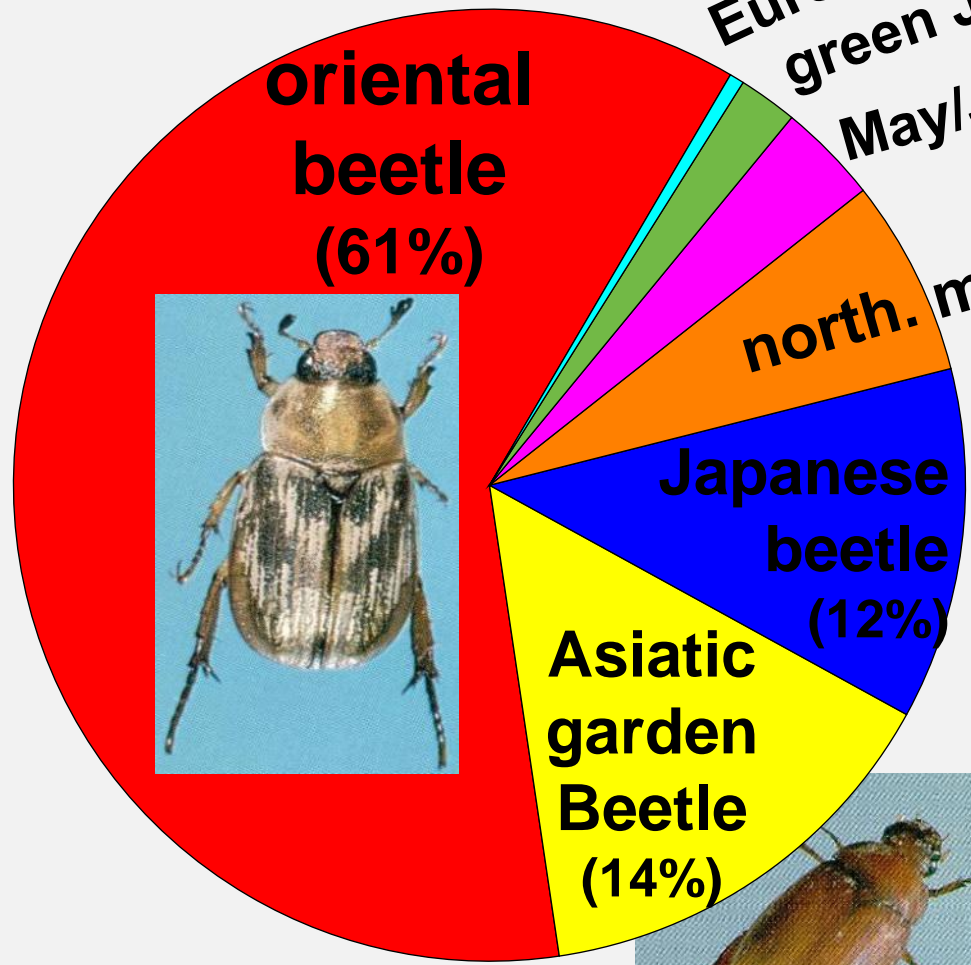 oriental
beetle
(61%)
green
May/
north.
Japanese
beetle
(12%)
Asiatic
garden
Beetle
(14%)